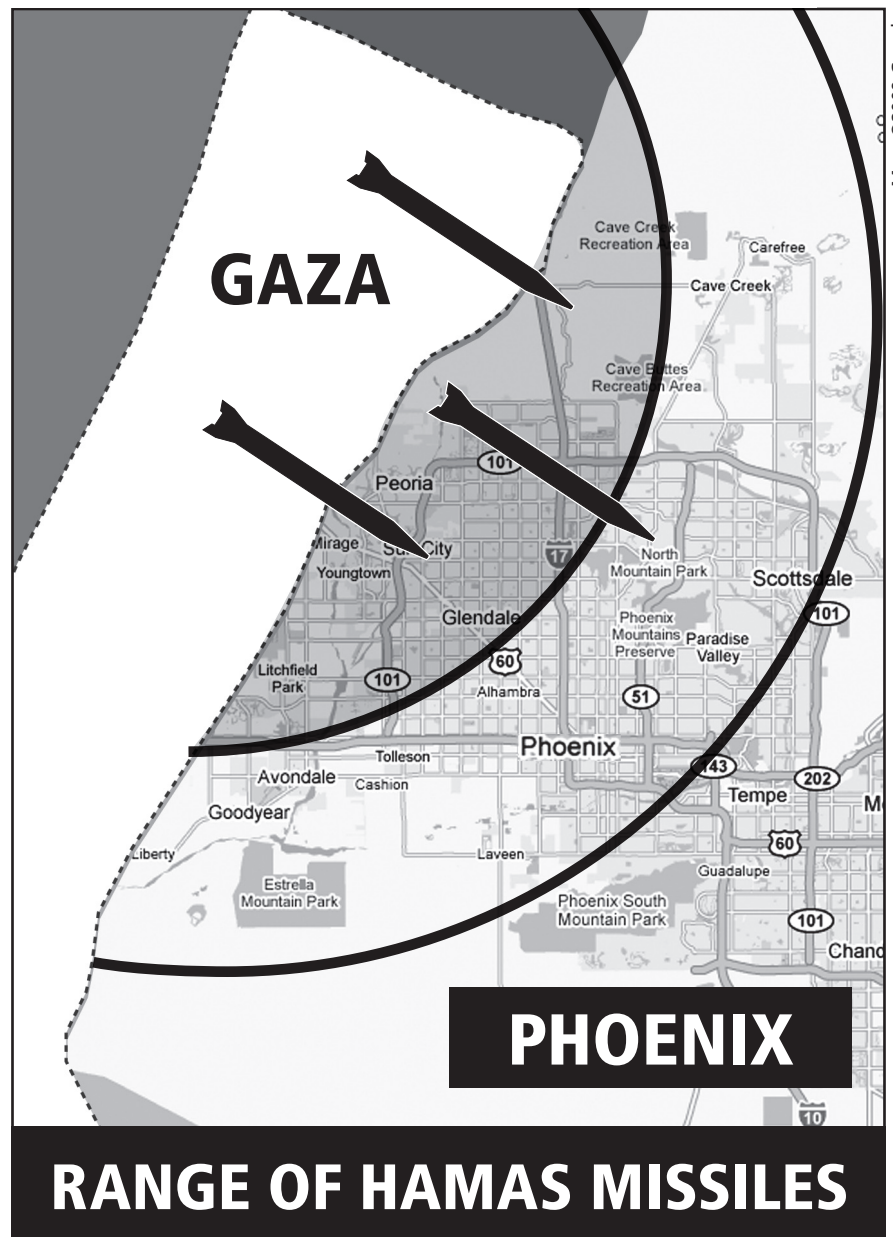 Cave Creek
Recreation Area
Carefree
GAZA
Cave Creek
Cave Buttes
Recreation Area
101
Peoria
Mirage
Sun City
17
North
Mountain Park
Youngtown
Scottsdale
101
Glendale
Phoenix
Mountains
Preserve
Paradise
Valley
60
Litchfield
Park
101
Alhambra
51
Phoenix
Tolleson
143
Avondale
Cashion
202
Tempe
Goodyear
60
Liberty
Laveen
Guadalupe
Estrella
Mountain Park
Phoenix South
Mountain Park
101
PHOENIX
10
RANGE OF HAMAS MISSILES